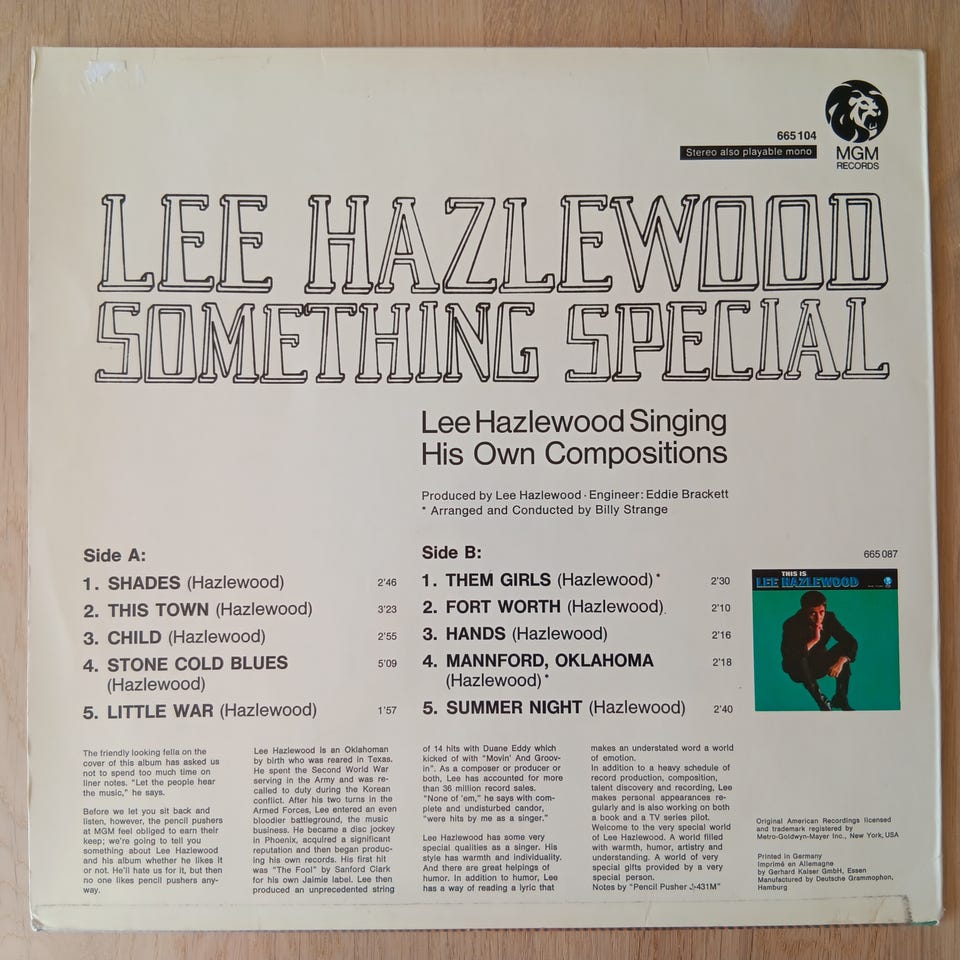 665 104
Stereo also playable mono
MGM
RECORDS
LEE HAZLEWOOD
SOMETHING SPECIAL
Lee Hazlewood Singing
His Own Compositions
Produced by Lee Hazlewood · Engineer: Eddie Brackett
* Arranged and Conducted by Billy Strange
Side A:
1. SHADES (Hazlewood) 2'46
2. THIS TOWN (Hazlewood) 3'23
3. CHILD (Hazlewood) 2'55
4. STONE COLD BLUES 5'09
(Hazlewood)
5. LITTLE WAR (Hazlewood) 1'57
Side B:
1. THEM GIRLS (Hazlewood)* 2'30
2. FORT WORTH (Hazlewood) 2'10
3. HANDS (Hazlewood) 2'16
4. MANNFORD, OKLAHOMA 2'18
(Hazlewood)*
5. SUMMER NIGHT (Hazlewood) 2'40
665 087
THIS IS
LEE HAZLEWOOD
The friendly looking fella on the
cover of this album has asked us
not to spend too much time on
liner notes. "Let the people hear
the music," he says.
Before we let you sit back and
listen, however, the pencil pushers
at MGM feel obliged to earn their
keep; we're going to tell you
something about Lee Hazlewood
and his album whether he likes it
or not. He'll hate us for it, but then
no one likes pencil pushers any-
way.
Lee Hazlewood is an Oklahoman
by birth who was reared in Texas.
He spent the Second World War
serving in the Army and was re-
called to duty during the Korean
conflict. After his two turns in the
Armed Forces, Lee entered an even
bloodier battleground, the music
business. He became a disc jockey
in Phoenix, acquired a significant
reputation and then began produc-
ing his own records. His first hit
was "The Fool" by Sanford Clark
for his own Jaimie label. Lee then
produced an unprecedented string
of 14 hits with Duane Eddy which
kicked of with "Movin' And Groov-
in". As a composer or producer or
both, Lee has accounted for more
than 36 million record sales.
"None of 'em," he says with com-
plete and undisturbed candor,
"were hits by me as a singer."
Lee Hazlewood has some very
special qualities as a singer. His
style has warmth and individuality.
And there are great helpings of
humor. In addition to humor, Lee
has a way of reading a lyric that
makes an understated word a world
of emotion.
In addition to a heavy schedule of
record production, composition,
talent discovery and recording, Lee
makes personal appearances re-
gularly and is also working on both
a book and a TV series pilot.
Welcome to the very special world
of Lee Hazlewood. A world filled
with warmth, humor, artistry and
understanding. A world of very
special gifts provided by a very
special person.
Notes by "Pencil Pusher J-431M"
Original American Recordings licensed
and trademark registered by
Metro-Goldwyn-Mayer Inc., New York, USA
Printed in Germany
Imprimé en Allemagne
by Gerhard Kaiser GmbH, Essen
Manufactured by Deutsche Grammophon,
Hamburg